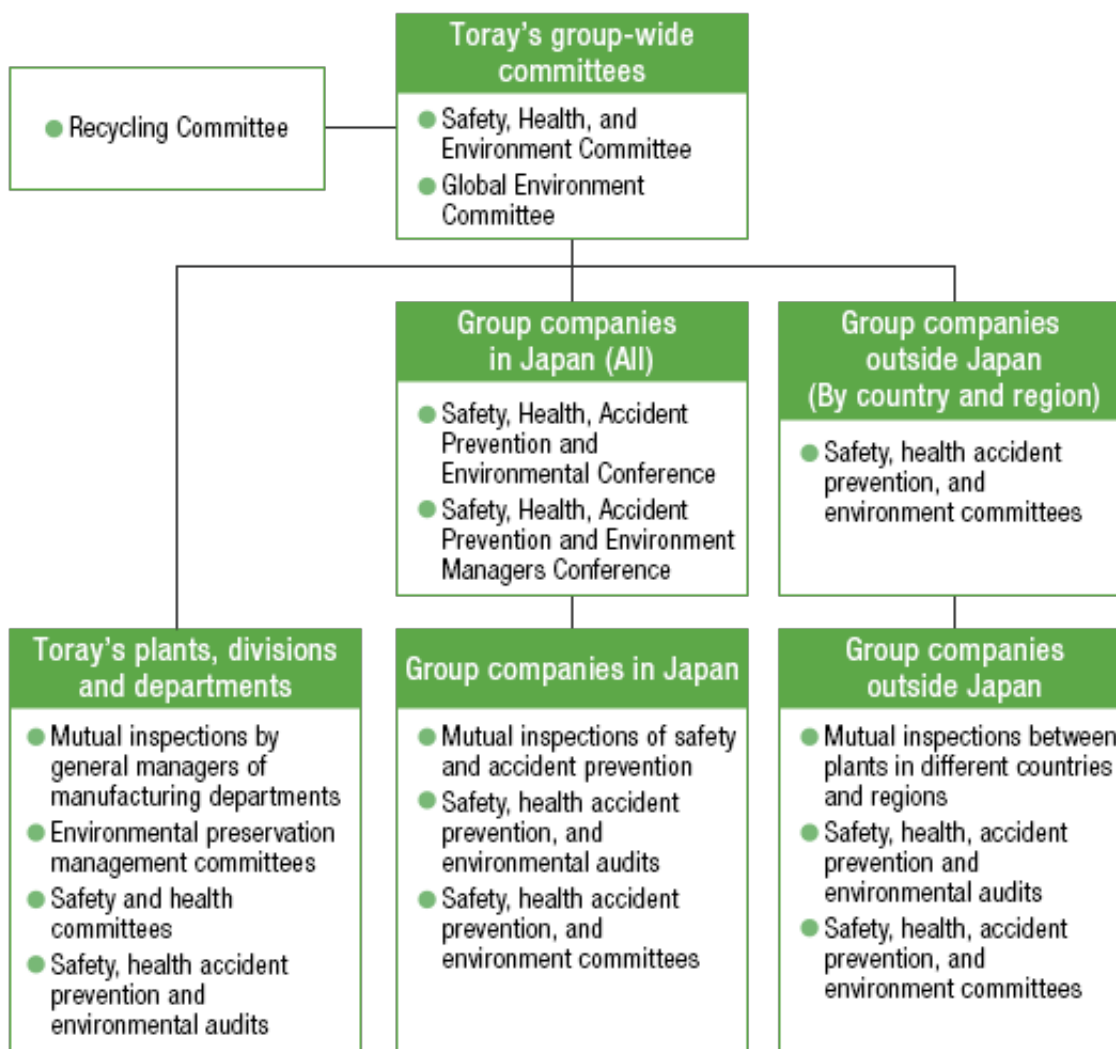 Toray's group-wide
committees
Recycling Committee
Safety, Health, and
Environment Committee
Global Environment
Committee
Group companies
in Japan (All)
Safety, Health, Accident
Prevention and
Environmental Conference
Safety, Health, Accident
Prevention and Environment
Managers Conference
Group companies
outside Japan
(By country and region)
Safety, health accident
prevention, and
environment committees
Toray's plants, divisions
and departments
Mutual inspections by
general managers of
manufacturing departments
Environmental preservation
management committees
Safety and health
committees
Safety, health accident
prevention and
environmental audits
Group companies in Japan
Mutual inspections of safety
and accident prevention
Safety, health accident
prevention, and
environmental audits
Safety, health accident
prevention, and
environment committees
Group companies
outside Japan
Mutual inspections between
plants in different countries
and regions
Safety, health, accident
prevention and
environmental audits
Safety, health, accident
prevention, and
environment committees